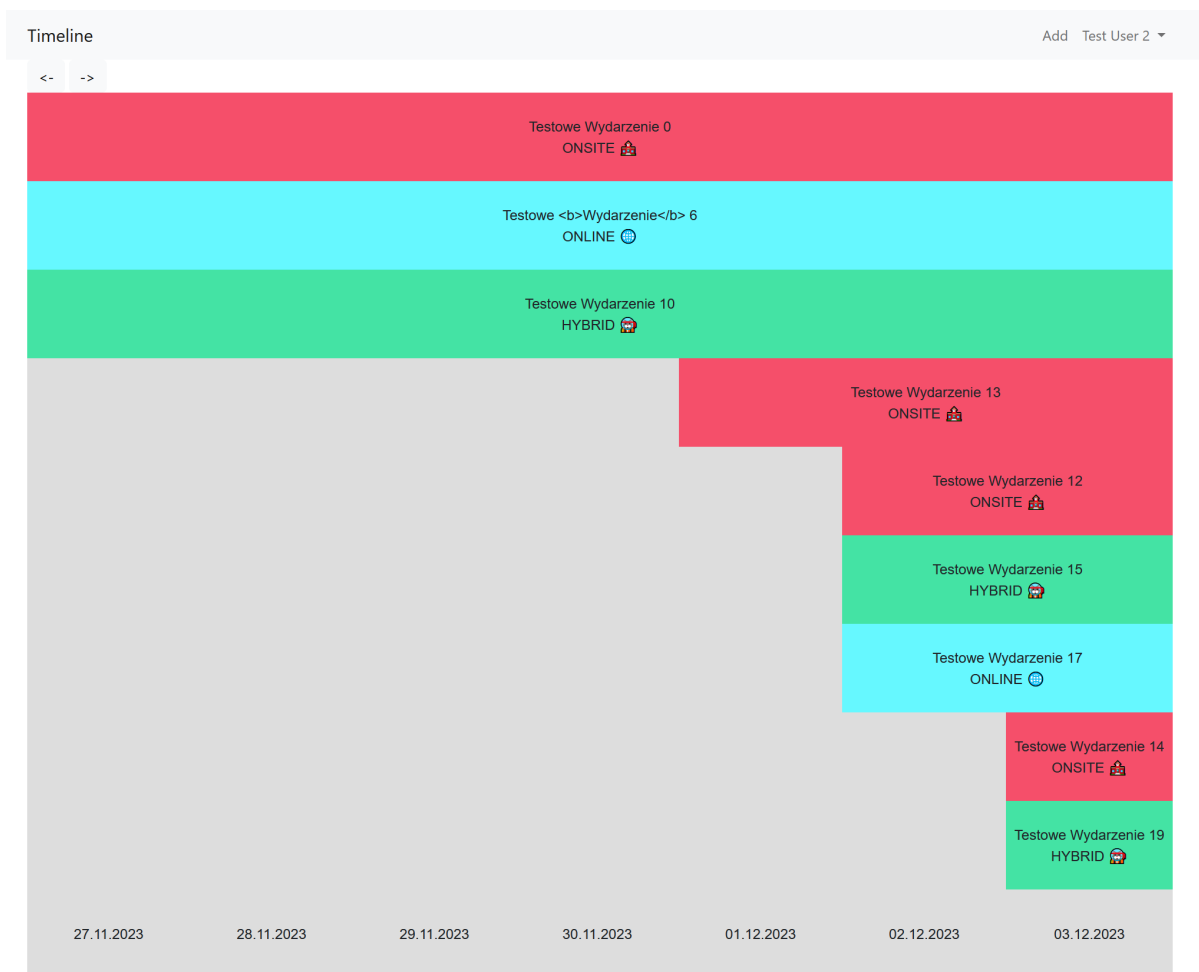 Timeline
Add Test User 2
<- ->
Testowe Wydarzenie 0
ONSITE
Testowe <b>Wydarzenie</b> 6
ONLINE
Testowe Wydarzenie 10
HYBRID
Testowe Wydarzenie 13
ONSITE
Testowe Wydarzenie 12
ONSITE
Testowe Wydarzenie 15
HYBRID
Testowe Wydarzenie 17
ONLINE
Testowe Wydarzenie 14
ONSITE
Testowe Wydarzenie 19
HYBRID
27.11.2023 28.11.2023 29.11.2023 30.11.2023 01.12.2023 02.12.2023 03.12.2023